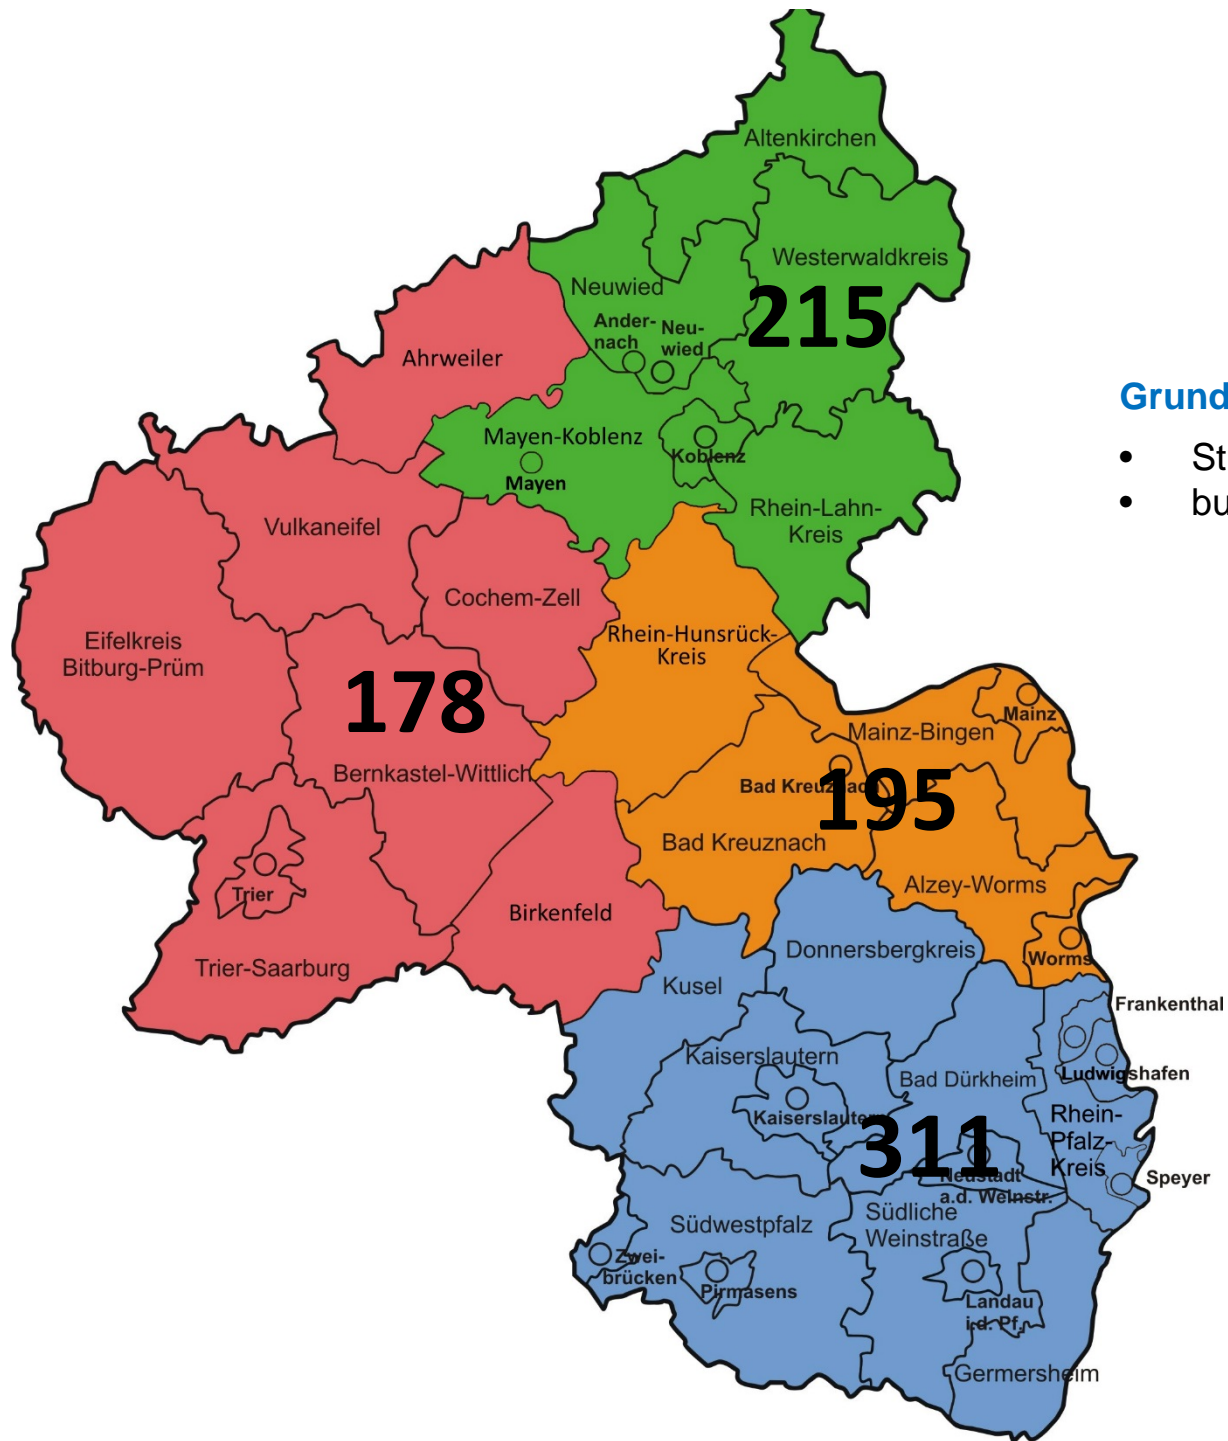 Altenkirchen
Westerwaldkreis
Neuwied
215
Ander-
nach
Neu-
wied
Ahrweiler
Grund
• St
• bu
Mayen-Koblenz
Koblenz
Mayen
Rhein-Lahn-
Kreis
Vulkaneifel
Cochem-Zell
Eifelkreis
Bitburg-Prüm
Rhein-Hunsrück-
Kreis
178
Mainz
Mainz-Bingen
Bernkastel-Wittlich
Bad Kreuznach
195
Bad Kreuznach
Alzey-Worms
Trier
Birkenfeld
Donnersbergkreis
Worms
Trier-Saarburg
Kusel
Frankenthal
Kaiserslautern
Ludwigshafen
Bad Dürkheim
Kaiserslautern
Rhein-
Pfalz-
Kreis
311
Neustadt
a.d. Weinstr.
Speyer
Südwestpfalz
Südliche
Weinstraße
Zwei-
brücken
Pirmasens
Landau
i.d. Pf.
Germersheim